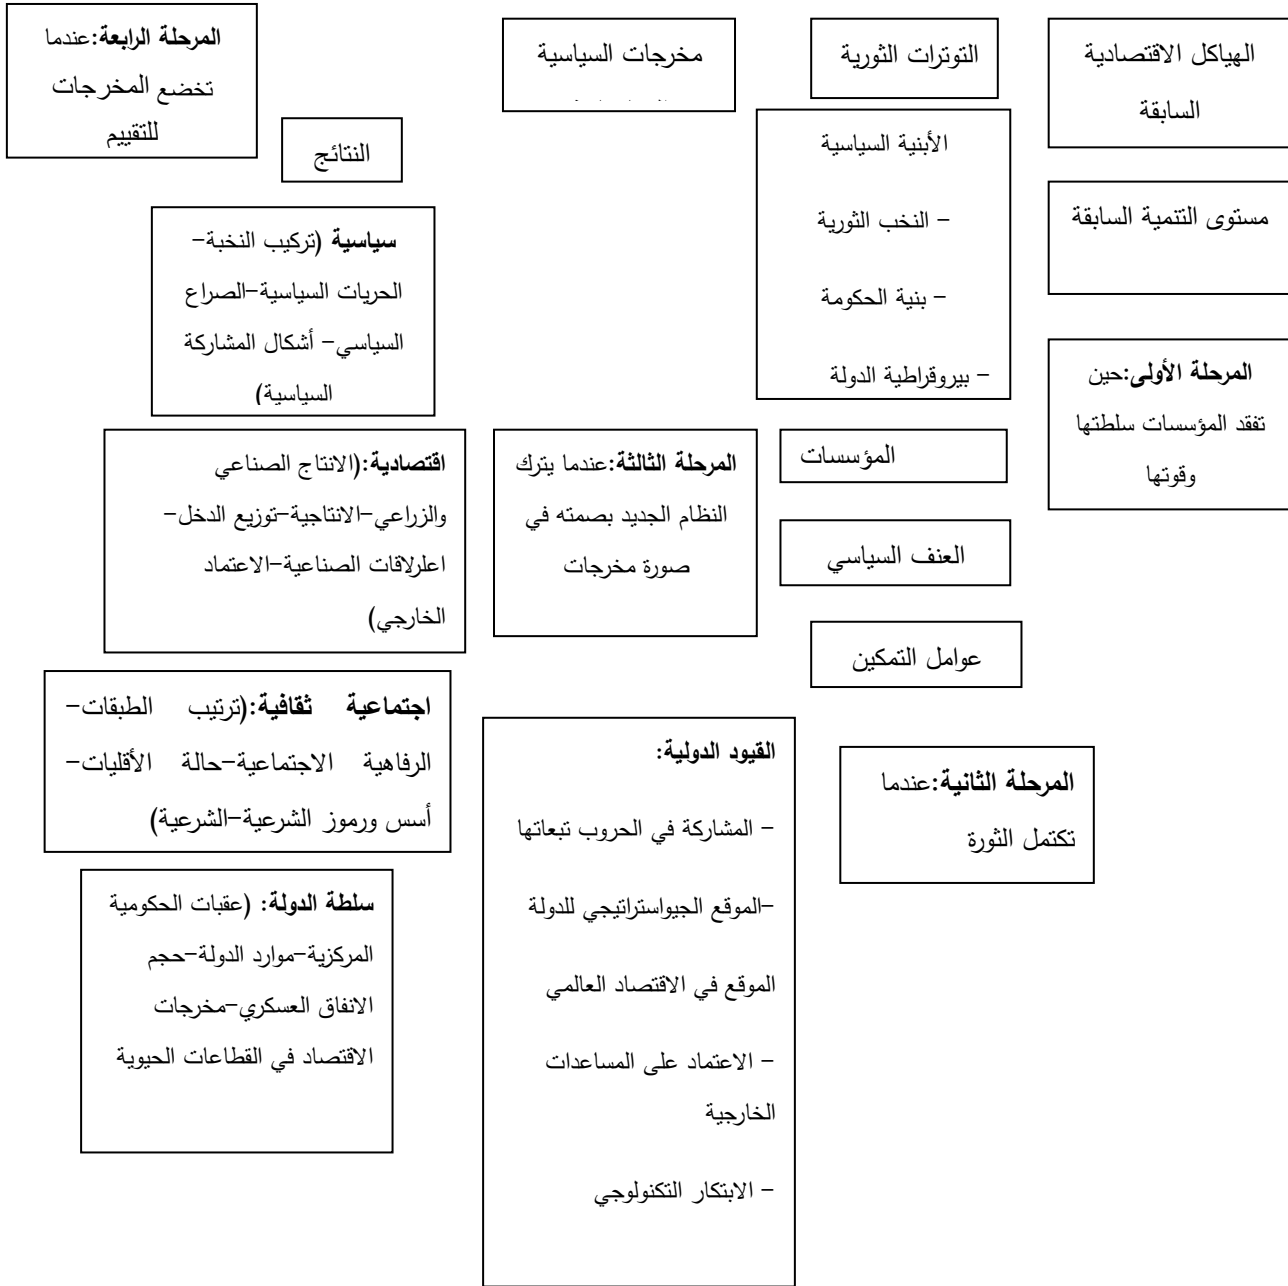 الهياكل الاقتصادية
السابقة
مستوى التنمية السابقة
المرحلة الأولى:حين
تفقد المؤسسات سلطتها
وقوتها
التوترات الثورية
الأبنية السياسية
– النخب الثورية
– بنية الحكومة
– بيروقراطية الدولة
المؤسسات
العنف السياسي
عوامل التمكين
المرحلة الثانية:عندما
تكتمل الثورة
مخرجات السياسية
المرحلة الثالثة:عندما يترك
النظام الجديد بصمته في
صورة مخرجات
القيود الدولية:
– المشاركة في الحروب تبعاتها
–الموقع الجيواستراتيجي للدولة
الموقع في الاقتصاد العالمي
– الاعتماد على المساعدات
الخارجية
– الابتكار التكنولوجي
المرحلة الرابعة:عندما
تخضع المخرجات
للتقييم
النتائج
سياسية (تركيب النخبة–
الحريات السياسية–الصراع
السياسي– أشكال المشاركة
السياسية)
اقتصادية:(الانتاج الصناعي
والزراعي–الانتاجية–توزيع الدخل–
اعلرلاقات الصناعية–الاعتماد
الخارجي)
اجتماعية ثقافية:(ترتيب الطبقات–
الرفاهية الاجتماعية–حالة الأقليات–
أسس ورموز الشرعية–الشرعية)
سلطة الدولة: (عقبات الحكومية
المركزية–موارد الدولة–حجم
الانفاق العسكري–مخرجات
الاقتصاد في القطاعات الحيوية